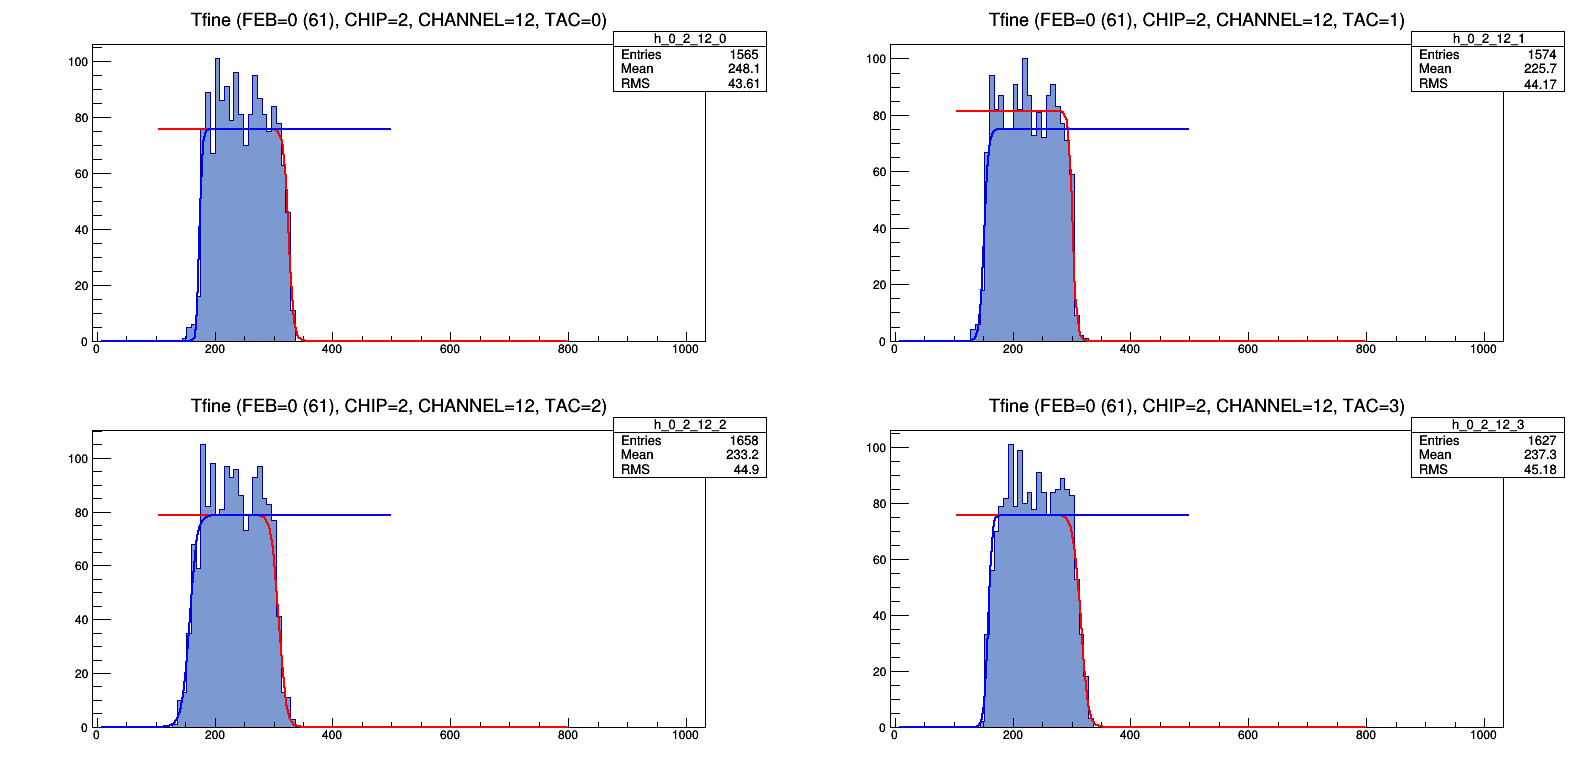 Tfine (FEB=0 (61), CHIP=2, CHANNEL=12, TAC=0)
h_0_2_12_0
Entries 1565
Mean 248.1
RMS 43.61
100
80
60
40
20
0
0 200 400 600 800 1000
Tfine (FEB=0 (61), CHIP=2, CHANNEL=12, TAC=1)
h_0_2_12_1
Entries 1574
Mean 225.7
RMS 44.17
100
80
60
40
20
0
0 200 400 600 800 1000
Tfine (FEB=0 (61), CHIP=2, CHANNEL=12, TAC=2)
h_0_2_12_2
Entries 1658
Mean 233.2
RMS 44.9
100
80
60
40
20
0
0 200 400 600 800 1000
Tfine (FEB=0 (61), CHIP=2, CHANNEL=12, TAC=3)
h_0_2_12_3
Entries 1627
Mean 237.3
RMS 45.18
100
80
60
40
20
0
0 200 400 600 800 1000